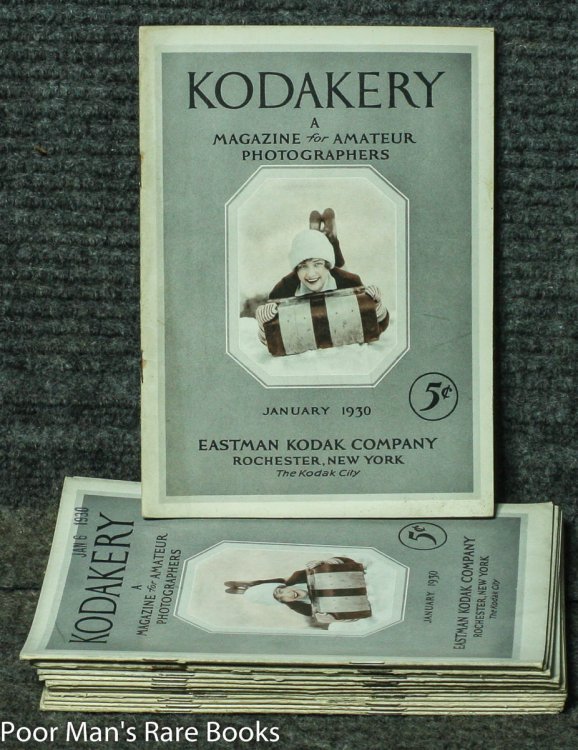 KODAKERY
A
MAGAZINE for AMATEUR
PHOTOGRAPHERS
JANUARY 1930
5¢
EASTMAN KODAK COMPANY
ROCHESTER, NEW YORK
The Kodak City
JAN 6 1930
KODAKERY
A
MAGAZINE for AMATEUR
PHOTOGRAPHERS
5¢
JANUARY 1930
EASTMAN KODAK COMPANY
ROCHESTER, NEW YORK
The Kodak City
Poor Man's Rare Books